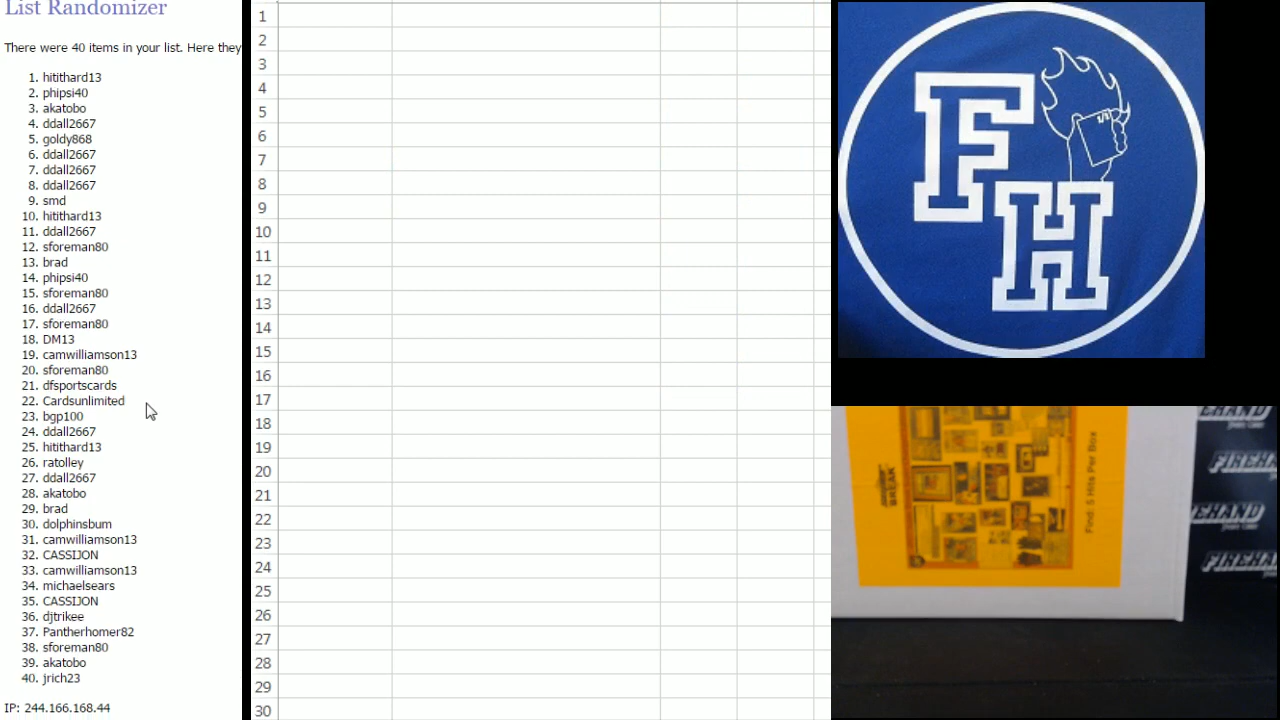 List Randomizer
There were 40 items in your list. Here they
1. hitithard13
2. phipsi40
3. akatobo
4. ddall2667
5. goldy868
6. ddall2667
7. ddall2667
8. ddall2667
9. smd
10. hitithard13
11. ddall2667
12. sforeman80
13. brad
14. phipsi40
15. sforeman80
16. ddall2667
17. sforeman80
18. DM13
19. camwilliamson13
20. sforeman80
21. dfsportscards
22. Cardsunlimited
23. bgp100
24. ddall2667
25. hitithard13
26. ratolley
27. ddall2667
28. akatobo
29. brad
30. dolphinsbum
31. camwilliamson13
32. CASSIJON
33. camwilliamson13
34. michaelsears
35. CASSIJON
36. djtrikee
37. Pantherhomer82
38. sforeman80
39. akatobo
40. jrich23
IP: 244.166.168.44
1
2
3
4
5
6
7
8
9
10
11
12
13
14
15
16
17
18
19
20
21
22
23
24
25
26
27
28
29
30
F
H
1/1
BREAK
Find: 5 Hits Per Box
FIREH
EHAND
FIREHAND